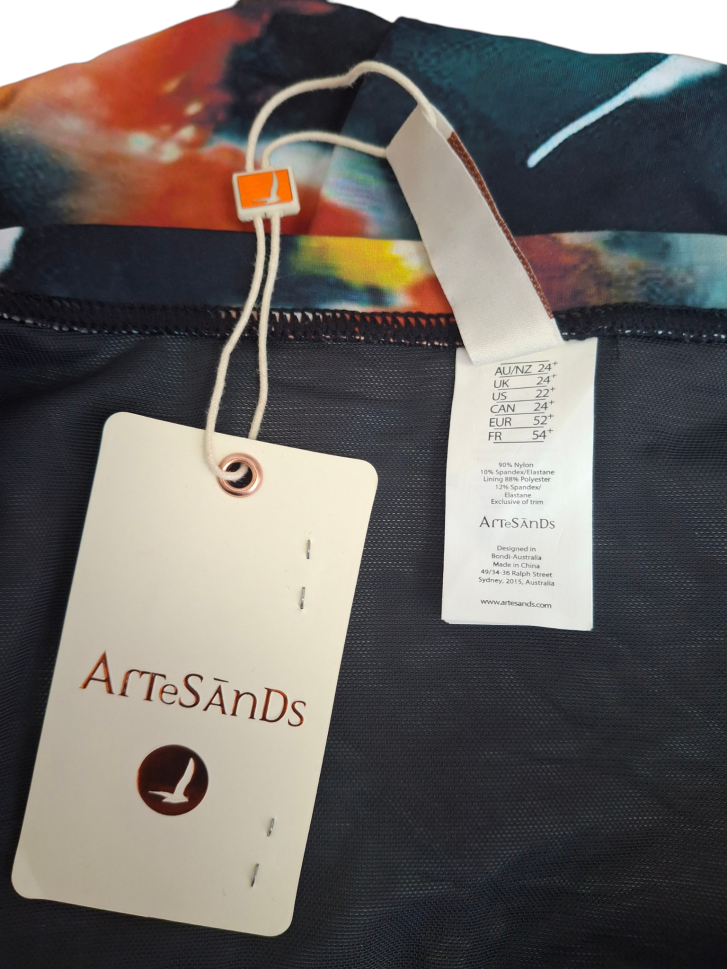 AU/NZ 24+
UK 24+
US 22+
CAN 24+
EUR 52+
FR 54+
90% Nylon
10% Spandex/Elastane
Lining 88% Polyester
12% Spandex/
Elastane
Exclusive of trim
ArTeSĀnDs
Designed in
Bondi-Australia
Made in China
49/34-36 Ralph Street
Sydney, 2015, Australia
www.artesands.com
ArTeSĀnDs